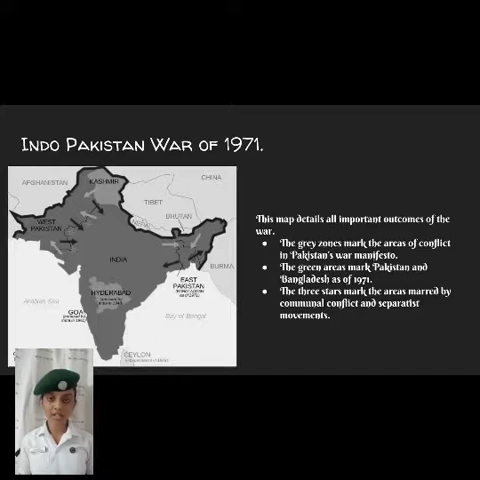 INDO PAKISTAN WAR OF 1971.
AFGHANISTAN
KASHMIR
CHINA
TIBET
WEST
PAKISTAN
NEPAL
BHUTAN
INDIA
BURMA
EAST
PAKISTAN
HYDERABAD
GOA
Arabian Sea
Bay of Bengal
CEYLON
This map details all important outcomes of the
war.
● The grey zones mark the areas of conflict
in Pakistan's war manifesto.
● The green areas mark Pakistan and
Bangladesh as of 1971.
● The three stars mark the areas marred by
communal conflict and separatist
movements.